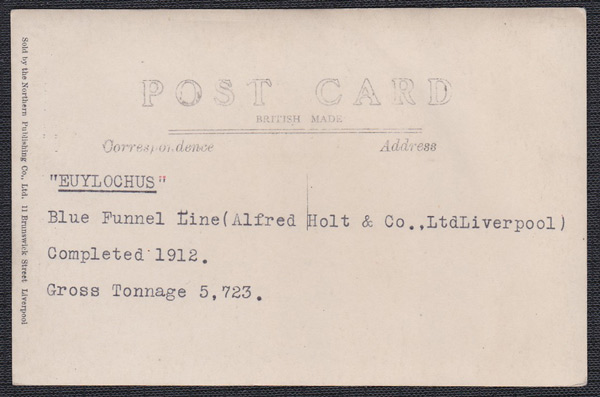 POST CARD
BRITISH MADE
Correspondence
Address
"EUYLOCHUS"
Blue Funnel Line(Alfred Holt & Co.,LtdLiverpool)
Completed 1912.
Gross Tonnage 5,723.
Sold by the Northern Publishing Co., Ltd. 11 Brunswick Street Liverpool